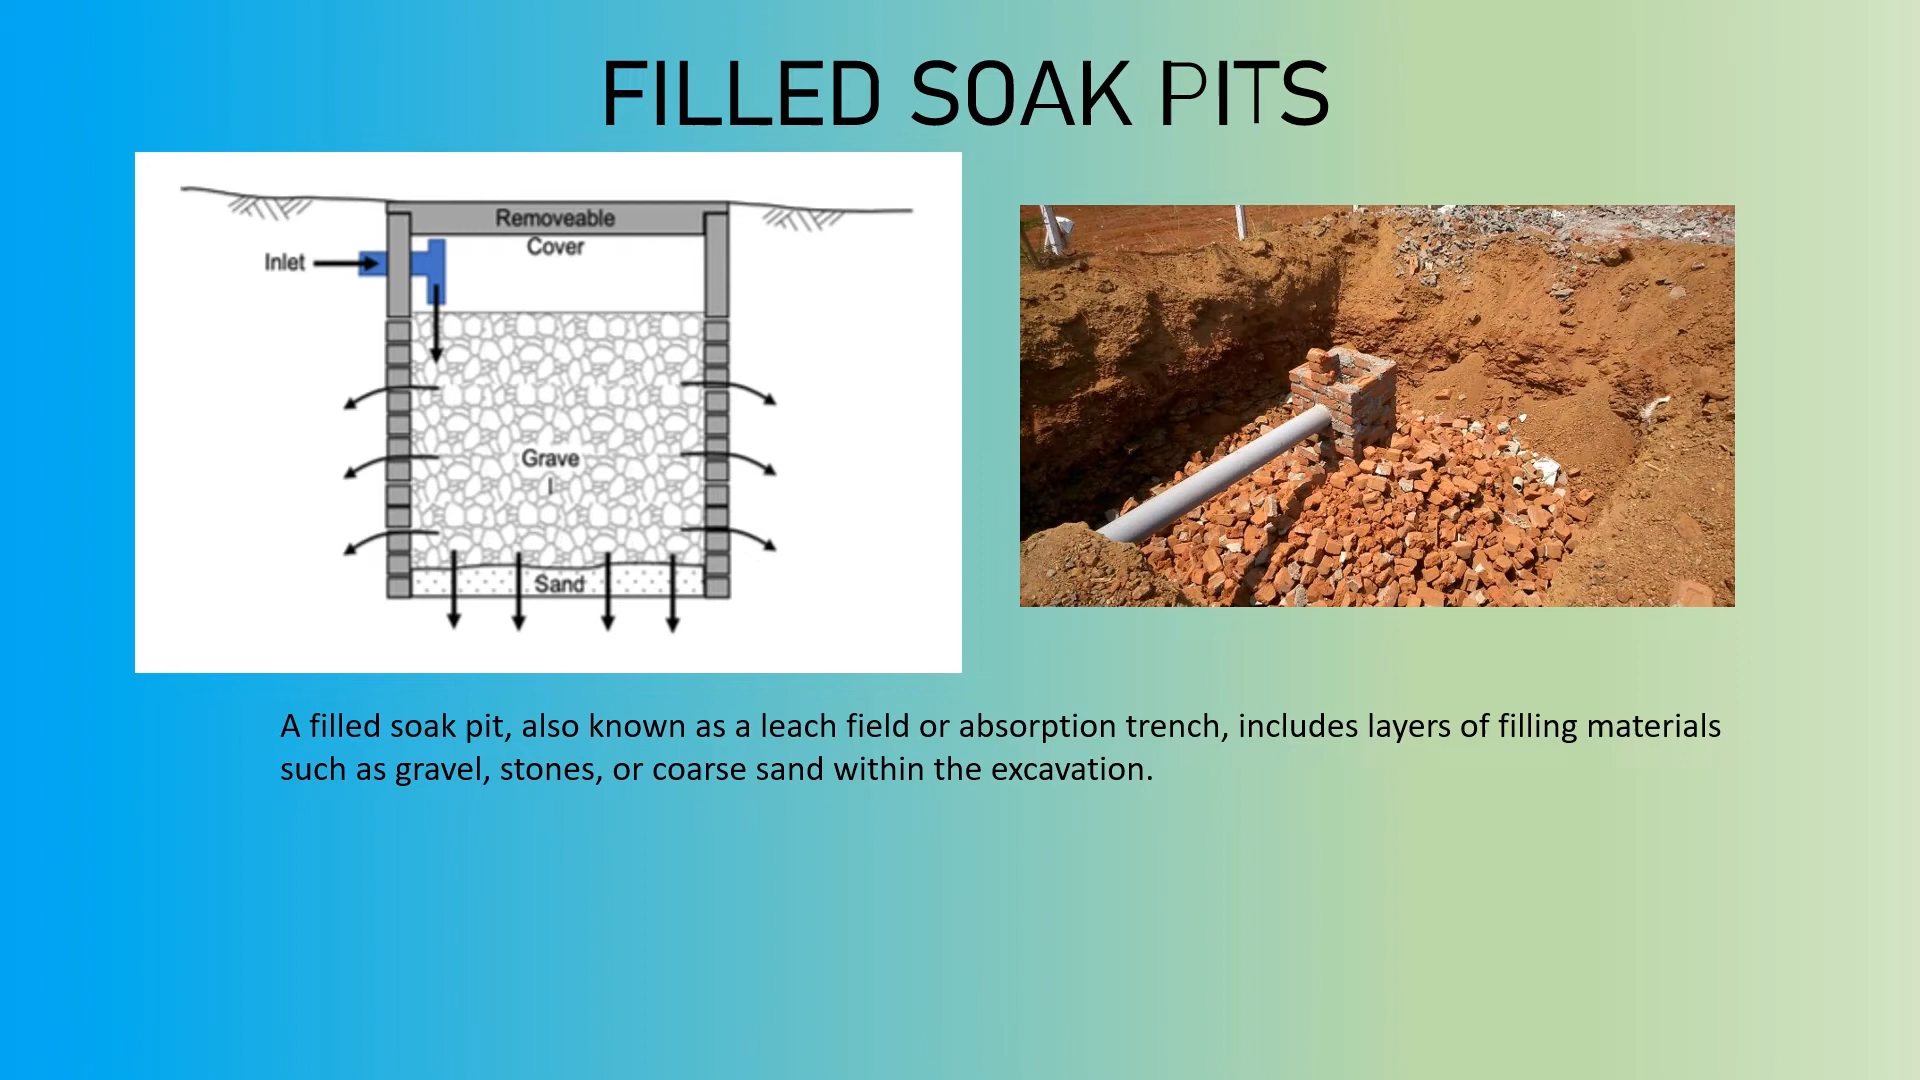 FILLED SOAK PITS
Removeable
Cover
Inlet
Grave
l
Sand
A filled soak pit, also known as a leach field or absorption trench, includes layers of filling materials
such as gravel, stones, or coarse sand within the excavation.